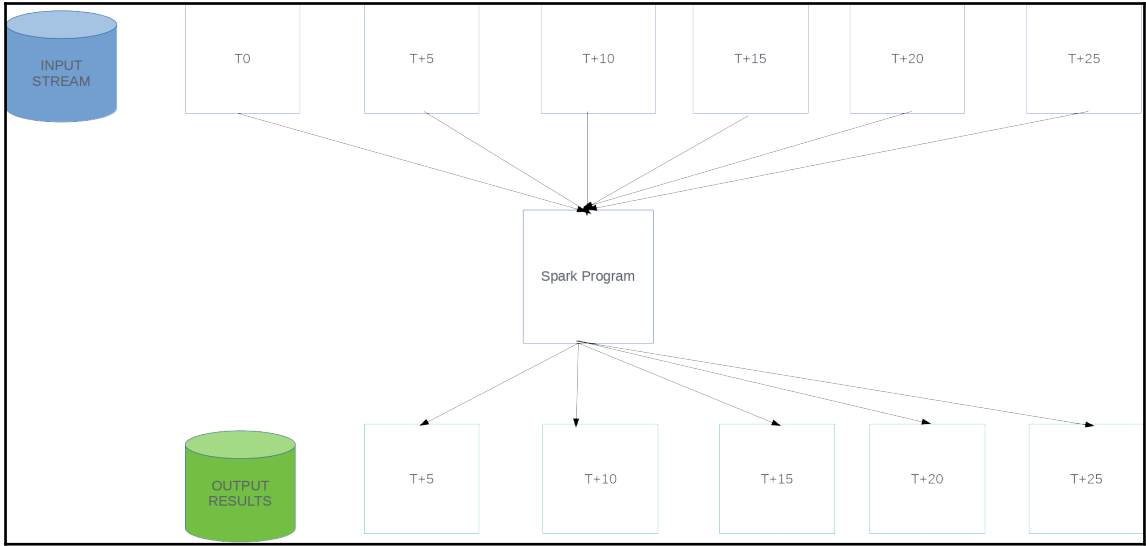 INPUT
STREAM
T0
T+5
T+10
T+15
T+20
T+25
Spark Program
OUTPUT
RESULTS
T+5
T+10
T+15
T+20
T+25